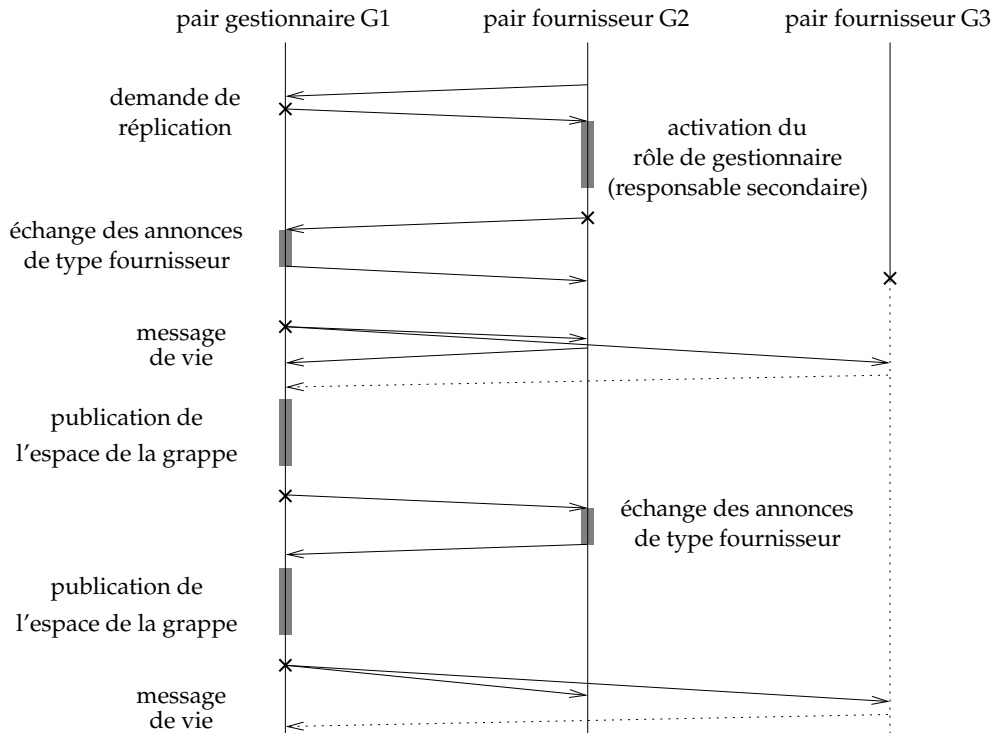 pair gestionnaire G1
pair fournisseur G2
pair fournisseur G3
demande de
réplication
activation du
rôle de gestionnaire
(responsable secondaire)
échange des annonces
de type fournisseur
message
de vie
publication de
l'espace de la grappe
échange des annonces
de type fournisseur
publication de
l'espace de la grappe
message
de vie